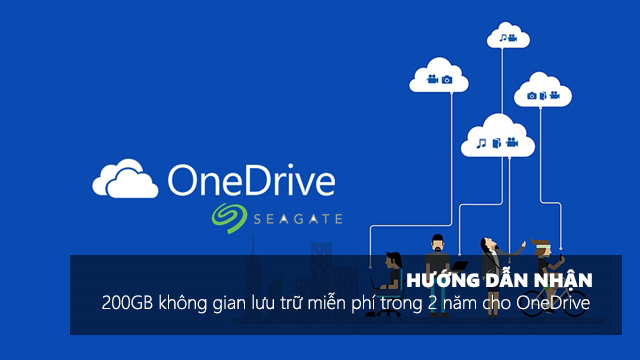 OneDrive
SEAGATE
HƯỚNG DẪN NHẬN
200GB không gian lưu trữ miễn phí trong 2 năm cho OneDrive